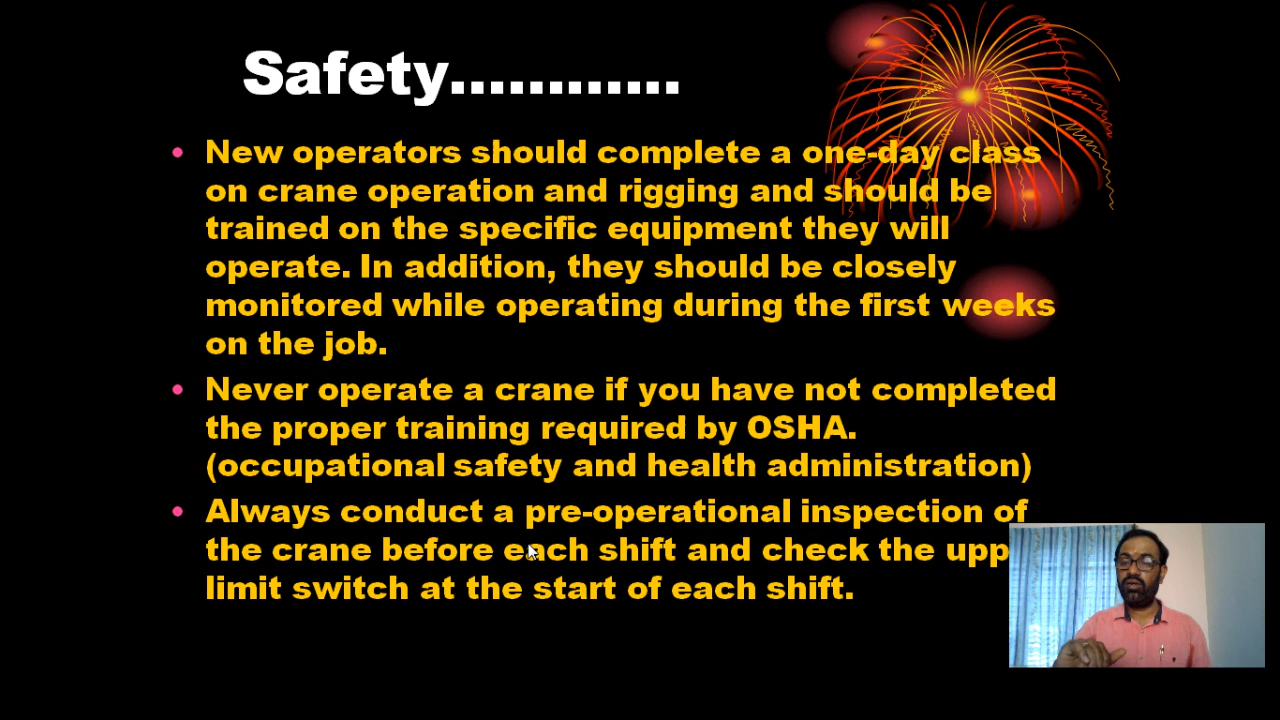 Safety............
• New operators should complete a one-day class
on crane operation and rigging and should be
trained on the specific equipment they will
operate. In addition, they should be closely
monitored while operating during the first weeks
on the job.
• Never operate a crane if you have not completed
the proper training required by OSHA.
(occupational safety and health administration)
• Always conduct a pre-operational inspection of
the crane before each shift and check the upp
limit switch at the start of each shift.